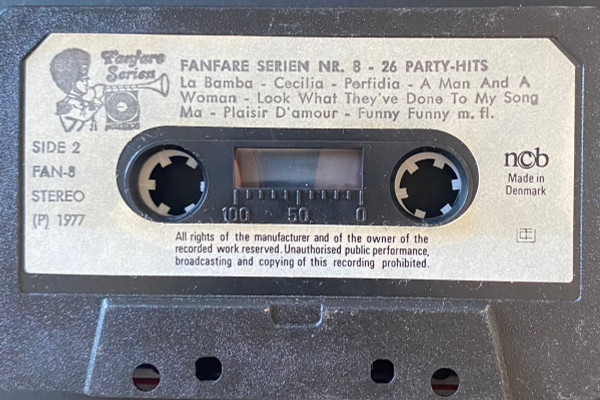 Fanfare
Serien
FANFARE SERIEN NR. 8 - 26 PARTY-HITS
La Bamba - Cecilia - Perfidia - A Man And A
Woman - Look What They've Done To My Song
Ma - Plaisir D'amour - Funny Funny m. fl.
SIDE 2
FAN-8
STEREO
(P) 1977
100 50 0
ncb
Made in
Denmark
All rights of the manufacturer and of the owner of the
recorded work reserved. Unauthorised public performance,
broadcasting and copying of this recording prohibited.